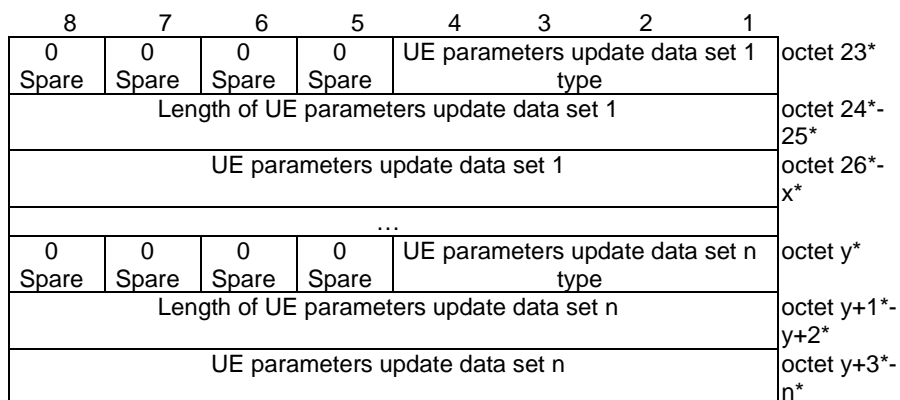 8 7 6 5 4 3 2 1
0 0 0 0 UE parameters update data set 1 octet 23*
Spare Spare Spare Spare type
Length of UE parameters update data set 1 octet 24*-
25*
UE parameters update data set 1 octet 26*-
x*
…
0 0 0 0 UE parameters update data set n octet y*
Spare Spare Spare Spare type
Length of UE parameters update data set n octet y+1*-
y+2*
UE parameters update data set n octet y+3*-
n*